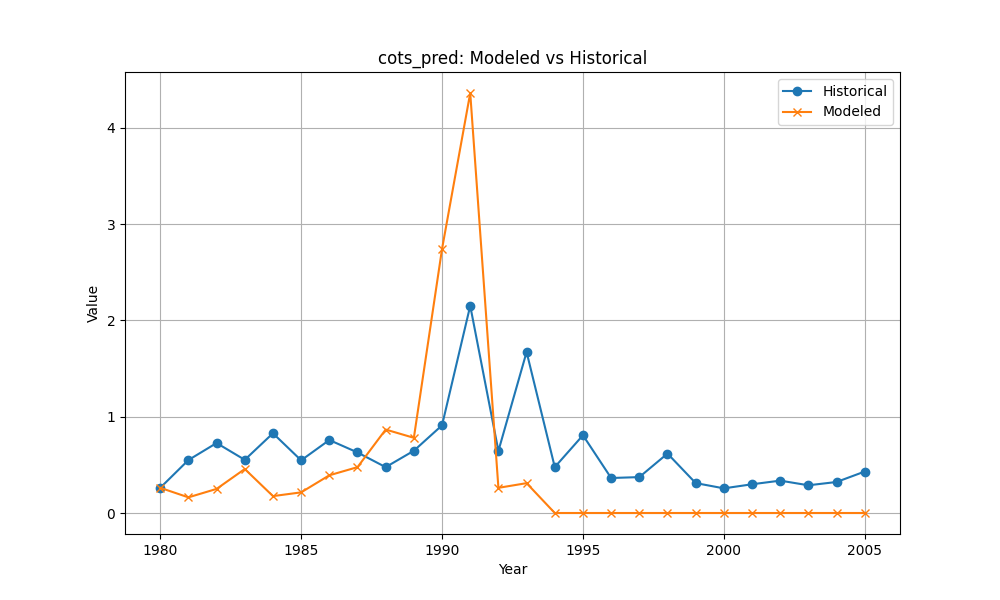 cots_pred: Modeled vs Historical
Historical
Modeled
Value
4
3
2
1
0
1980
1985
1990
1995
2000
2005
Year